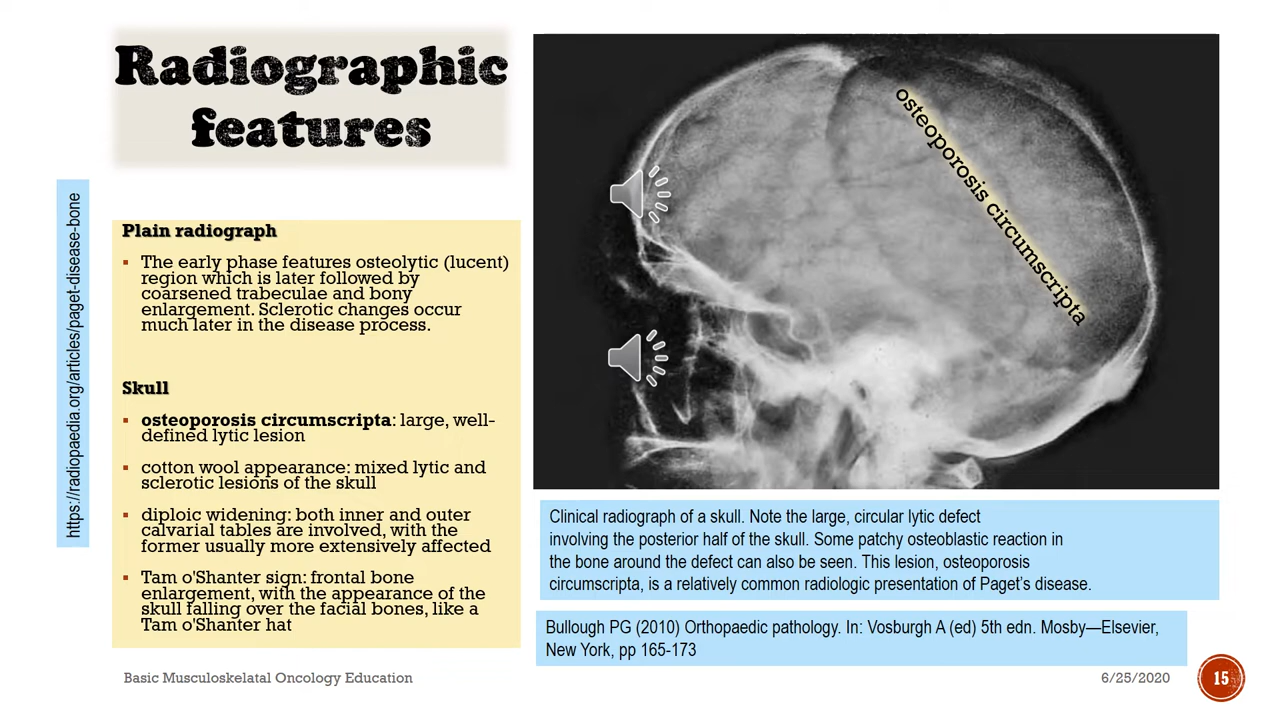 Radiographic
features
https://radiopaedia.org/articles/paget-disease-bone
Plain radiograph
▪ The early phase features osteolytic (lucent)
region which is later followed by
coarsened trabeculae and bony
enlargement. Sclerotic changes occur
much later in the disease process.
Skull
▪ osteoporosis circumscripta: large, well-
defined lytic lesion
▪ cotton wool appearance: mixed lytic and
sclerotic lesions of the skull
▪ diploic widening: both inner and outer
calvarial tables are involved, with the
former usually more extensively affected
▪ Tam o'Shanter sign: frontal bone
enlargement, with the appearance of the
skull falling over the facial bones, like a
Tam o'Shanter hat
osteoporosis circumscripta
Clinical radiograph of a skull. Note the large, circular lytic defect
involving the posterior half of the skull. Some patchy osteoblastic reaction in
the bone around the defect can also be seen. This lesion, osteoporosis
circumscripta, is a relatively common radiologic presentation of Paget's disease.
Bullough PG (2010) Orthopaedic pathology. In: Vosburgh A (ed) 5th edn. Mosby—Elsevier,
New York, pp 165-173
Basic Musculoskelatal Oncology Education
6/25/2020
15